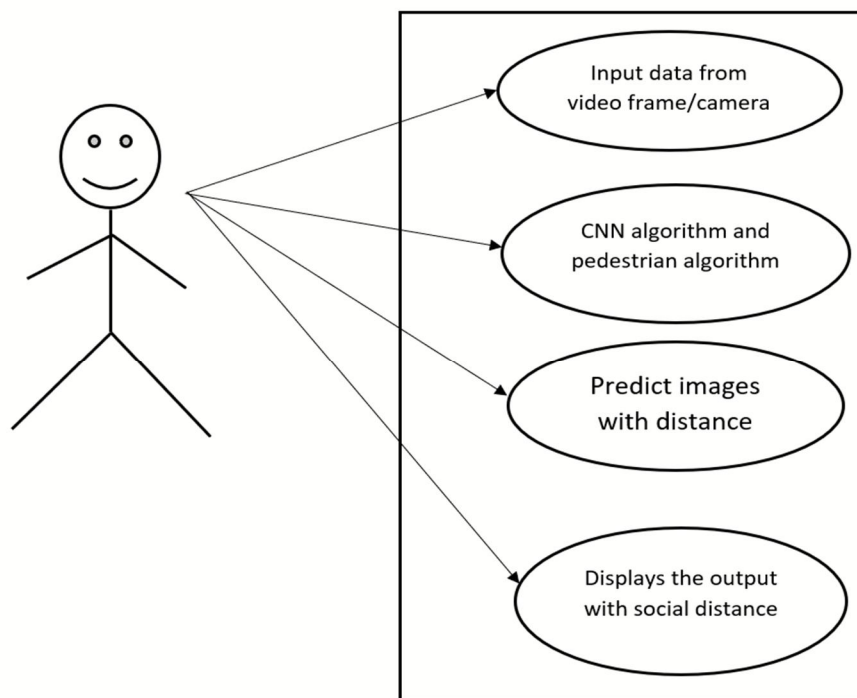 Input data from
video frame/camera
CNN algorithm and
pedestrian algorithm
Predict images
with distance
Displays the output
with social distance